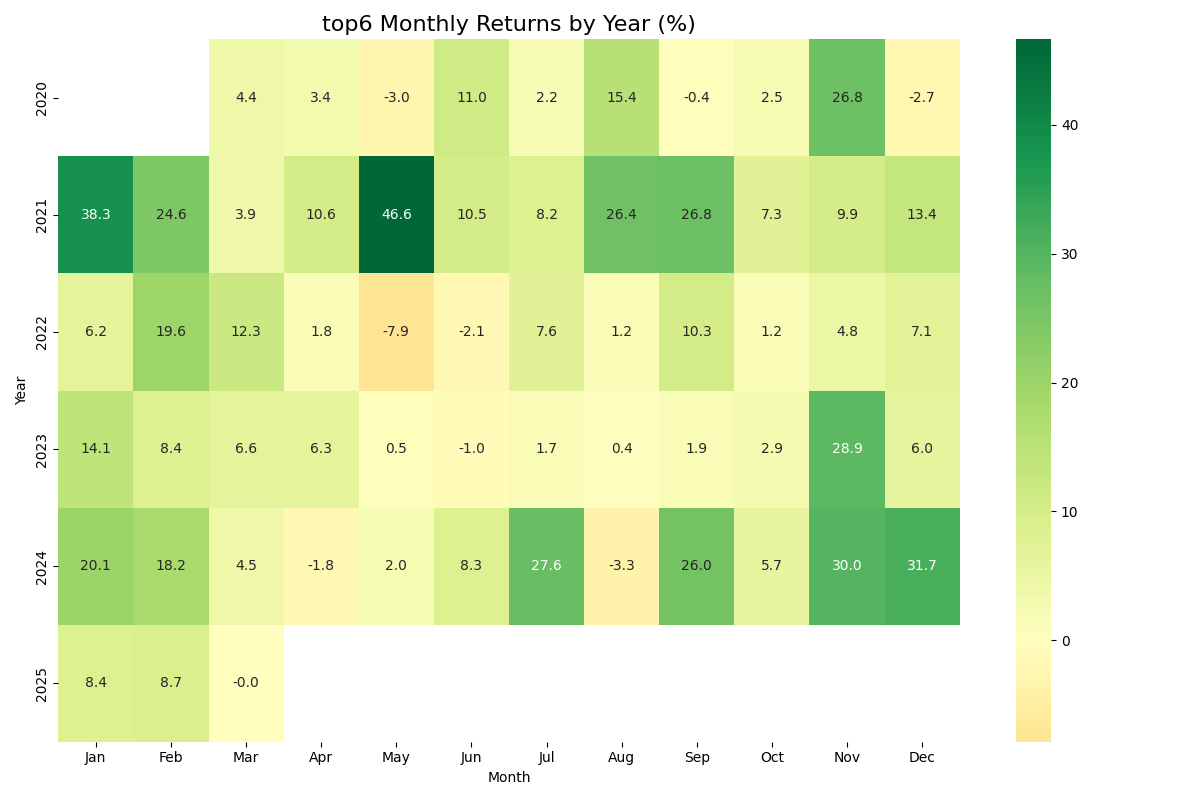 top6 Monthly Returns by Year (%)
2020 4.4 3.4 -3.0 11.0 2.2 15.4 -0.4 2.5 26.8 -2.7
2021 38.3 24.6 3.9 10.6 46.6 10.5 8.2 26.4 26.8 7.3 9.9 13.4
2022 6.2 19.6 12.3 1.8 -7.9 -2.1 7.6 1.2 10.3 1.2 4.8 7.1
2023 14.1 8.4 6.6 6.3 0.5 -1.0 1.7 0.4 1.9 2.9 28.9 6.0
2024 20.1 18.2 4.5 -1.8 2.0 8.3 27.6 -3.3 26.0 5.7 30.0 31.7
2025 8.4 8.7 -0.0
Year
Jan Feb Mar Apr May Jun Jul Aug Sep Oct Nov Dec
Month
40
30
20
10
0